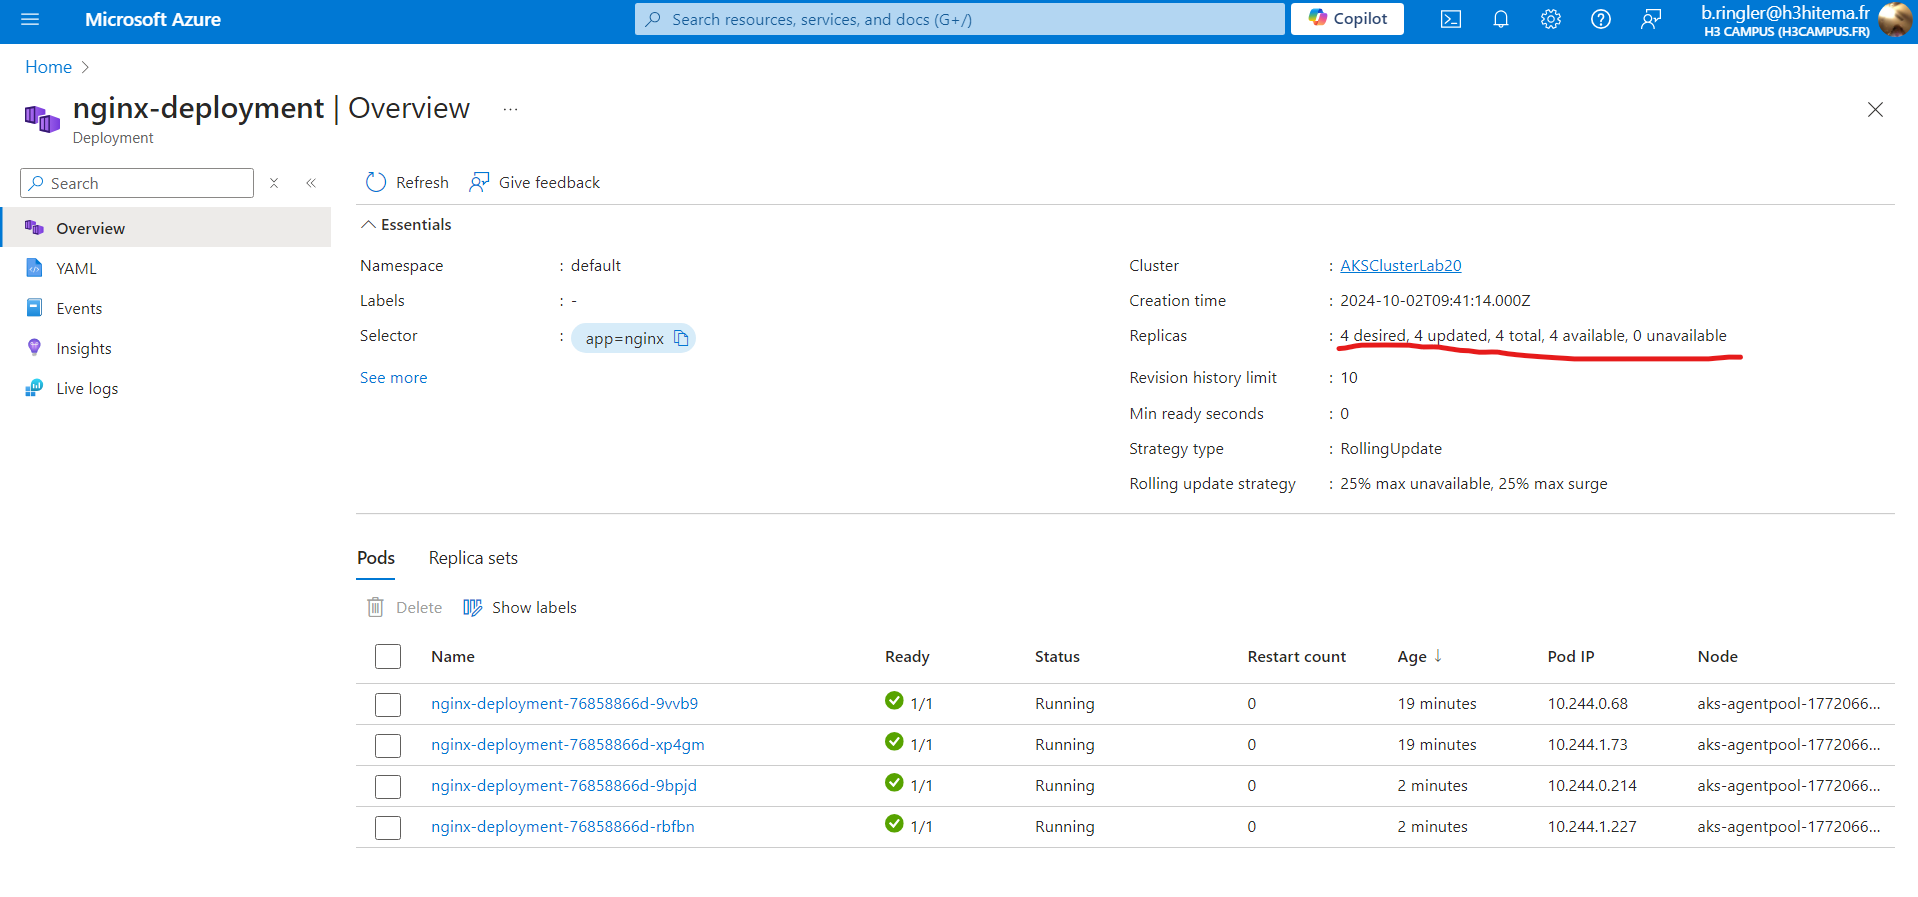 Microsoft Azure
Search resources, services, and docs (G+/)
Copilot
b.ringler@h3hitema.fr
H3 CAMPUS (H3CAMPUS.FR)
Home
nginx-deployment | Overview
Deployment
Search
Refresh
Give feedback
Overview
YAML
Events
Insights
Live logs
Essentials
Namespace : default
Labels : -
Selector : app=nginx
See more
Cluster : AKSClusterLab20
Creation time : 2024-10-02T09:41:14.000Z
Replicas : 4 desired, 4 updated, 4 total, 4 available, 0 unavailable
Revision history limit : 10
Min ready seconds : 0
Strategy type : RollingUpdate
Rolling update strategy : 25% max unavailable, 25% max surge
Pods Replica sets
Delete Show labels
Name Ready Status Restart count Age ↓ Pod IP Node
nginx-deployment-76858866d-9vvb9 1/1 Running 0 19 minutes 10.244.0.68 aks-agentpool-1772066...
nginx-deployment-76858866d-xp4gm 1/1 Running 0 19 minutes 10.244.1.73 aks-agentpool-1772066...
nginx-deployment-76858866d-9bpjd 1/1 Running 0 2 minutes 10.244.0.214 aks-agentpool-1772066...
nginx-deployment-76858866d-rbfbn 1/1 Running 0 2 minutes 10.244.1.227 aks-agentpool-1772066...